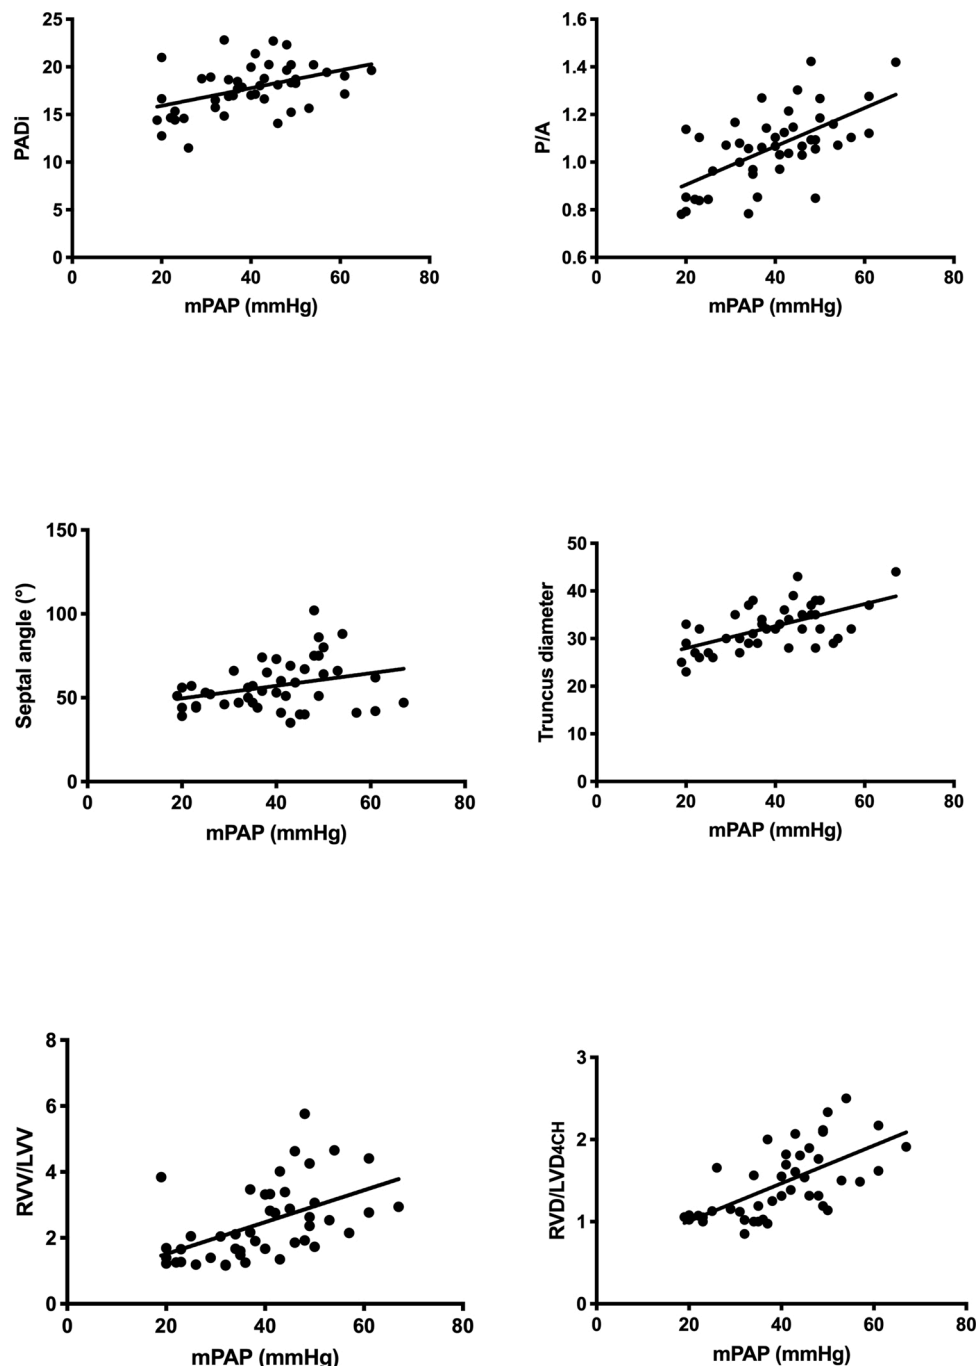 25
20
15
10
5
0
PADi
0 20 40 60 80
mPAP (mmHg)
1.6
1.4
1.2
1.0
0.8
0.6
P/A
0 20 40 60 80
mPAP (mmHg)
150
100
50
0
Septal angle (°)
0 20 40 60 80
mPAP (mmHg)
50
40
30
20
10
0
Truncus diameter
0 20 40 60 80
mPAP (mmHg)
8
6
4
2
0
RVV/LVV
0 20 40 60 80
mPAP (mmHg)
3
2
1
0
RVD/LVD4CH
0 20 40 60 80
mPAP (mmHg)